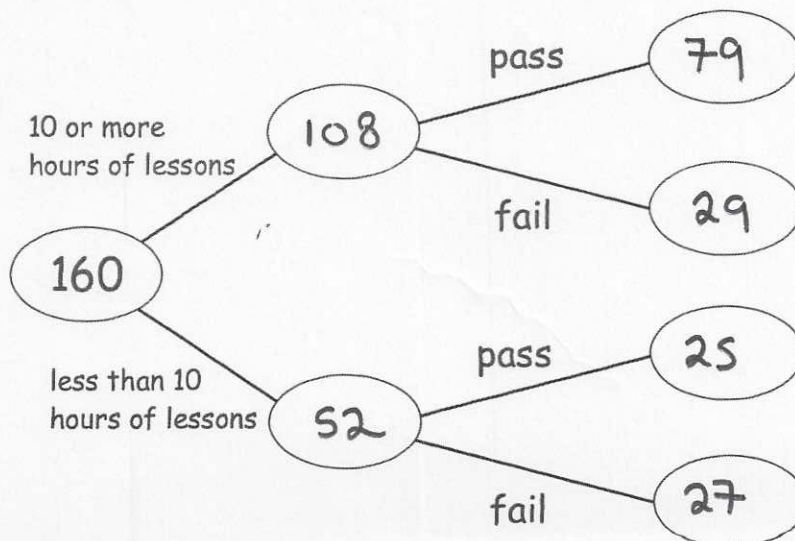 pass
79
10 or more
hours of lessons
108
fail
29
160
less than 10
hours of lessons
52
pass
25
fail
27